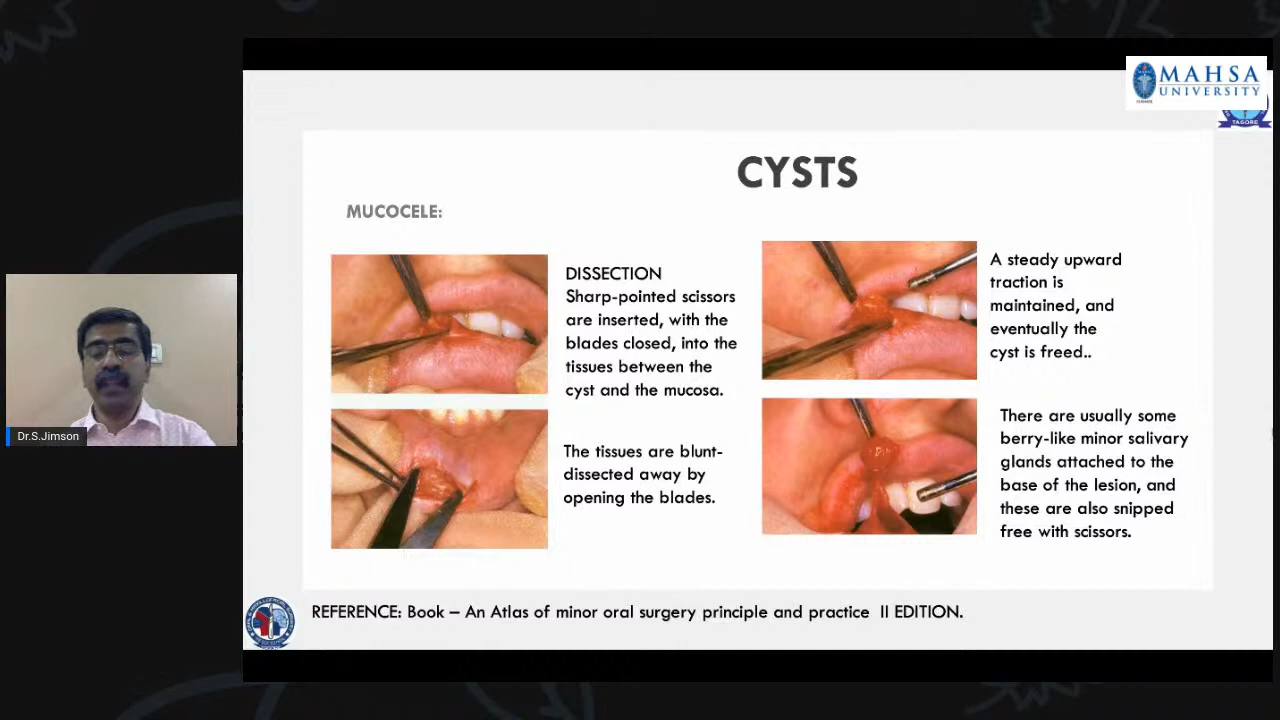 MAHSA
UNIVERSITY
TAGORE
CYSTS
MUCOCELE:
DISSECTION
Sharp-pointed scissors
are inserted, with the
blades closed, into the
tissues between the
cyst and the mucosa.
The tissues are blunt-
dissected away by
opening the blades.
A steady upward
traction is
maintained, and
eventually the
cyst is freed..
There are usually some
berry-like minor salivary
glands attached to the
base of the lesion, and
these are also snipped
free with scissors.
Dr.S.Jimson
REFERENCE: Book – An Atlas of minor oral surgery principle and practice II EDITION.